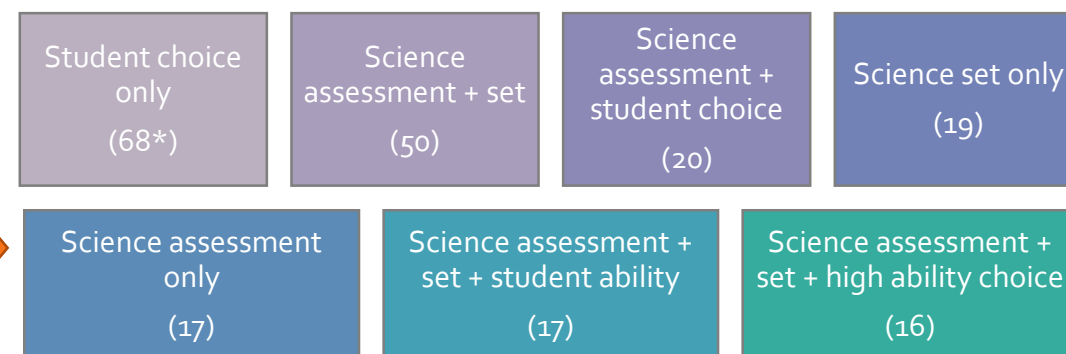 Student choice
only
(68*)
Science
assessment + set
(50)
Science
assessment +
student choice
(20)
Science set only
(19)
Science assessment
only
(17)
Science assessment +
set + student ability
(17)
Science assessment +
set + high ability choice
(16)